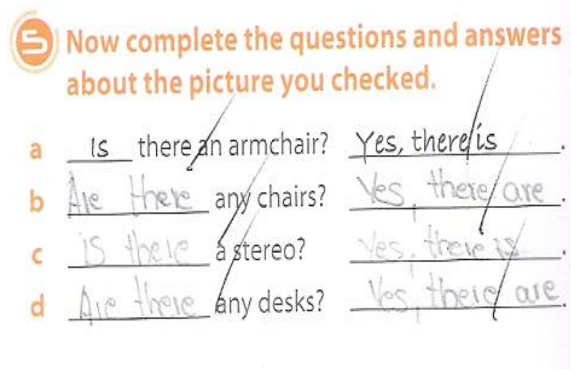 5 Now complete the questions and answers
about the picture you checked.
a Is there an armchair? Yes, there is.
b Are there any chairs? Yes, there are.
c is there a stereo? Yes, there is.
d Are there any desks? Yes, there are.